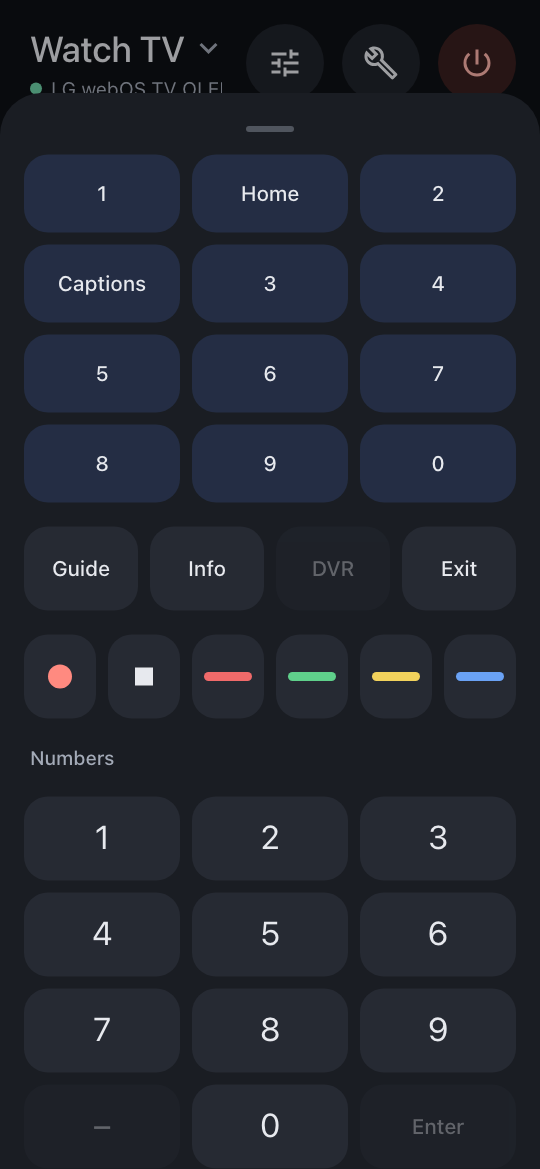 Watch TV
LG webOS TV OLE
1 Home 2
Captions 3 4
5 6 7
8 9 0
Guide Info DVR Exit
Numbers
1 2 3
4 5 6
7 8 9
– 0 Enter